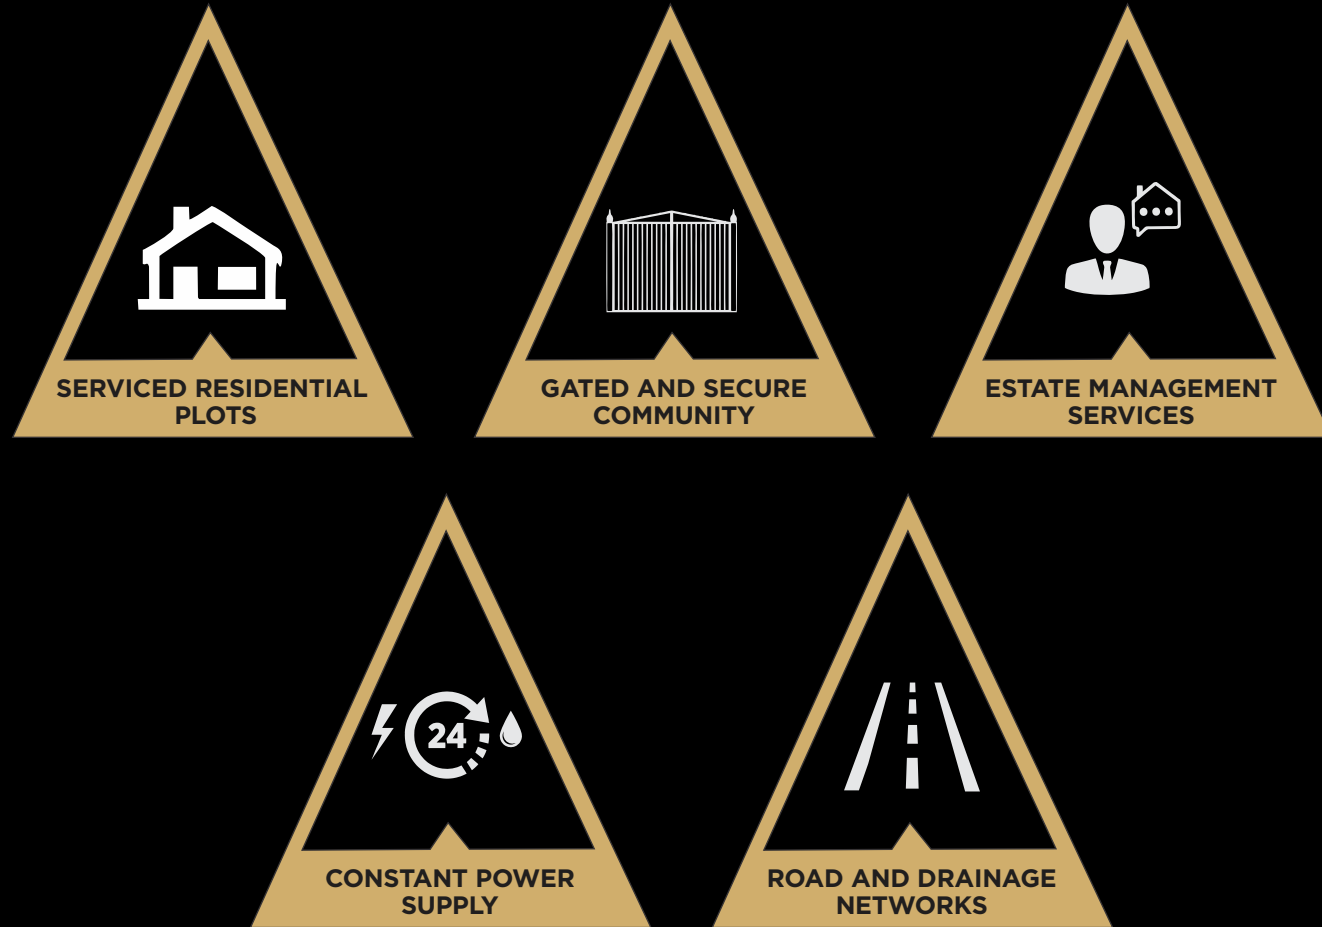 SERVICED RESIDENTIAL
PLOTS
GATED AND SECURE
COMMUNITY
ESTATE MANAGEMENT
SERVICES
24
CONSTANT POWER
SUPPLY
ROAD AND DRAINAGE
NETWORKS